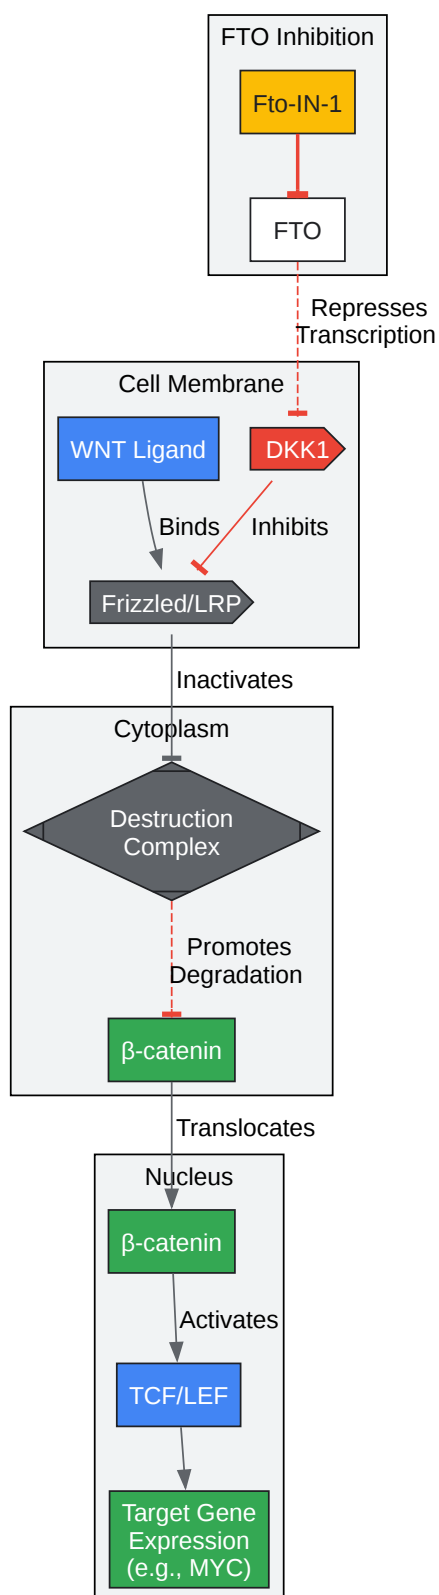 FTO Inhibition
Fto-IN-1
FTO
Represses
Transcription
Cell Membrane
WNT Ligand
DKK1
Binds
Inhibits
Frizzled/LRP
Inactivates
Cytoplasm
Destruction
Complex
Promotes
Degradation
β-catenin
Translocates
Nucleus
β-catenin
Activates
TCF/LEF
Target Gene
Expression
(e.g., MYC)